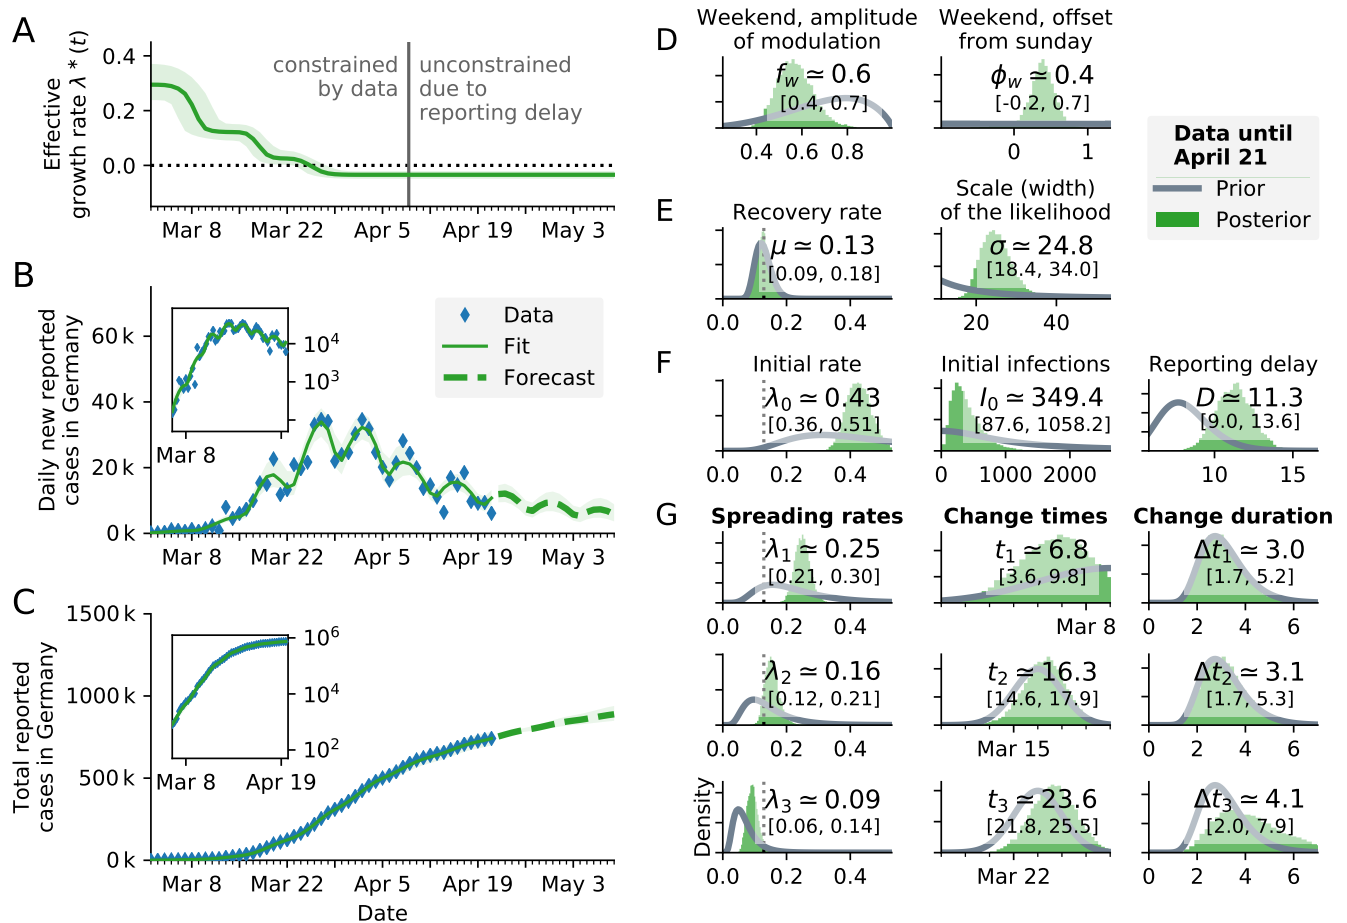 A
Effective
growth rate λ * (t)
0.4
0.2
0.0
constrained
by data
unconstrained
due to
reporting delay
Mar 8
Mar 22
Apr 5
Apr 19
May 3
B
Daily new reported
cases in Germany
60 k
40 k
20 k
0 k
10⁴
10³
Mar 8
Data
Fit
Forecast
Mar 8
Mar 22
Apr 5
Apr 19
May 3
C
Total reported
cases in Germany
1500 k
1000 k
500 k
0 k
10⁶
10⁴
10²
Mar 8
Apr 19
Mar 8
Mar 22
Apr 5
Apr 19
May 3
Date
D
Weekend, amplitude
of modulation
f_w ≃ 0.6
[0.4, 0.7]
0.4
0.6
0.8
Weekend, offset
from sunday
ϕ_w ≃ 0.4
[-0.2, 0.7]
0
1
Data until
April 21
Prior
Posterior
E
Recovery rate
μ ≃ 0.13
[0.09, 0.18]
0.0
0.2
0.4
Scale (width)
of the likelihood
σ ≃ 24.8
[18.4, 34.0]
20
40
F
Initial rate
λ₀ ≃ 0.43
[0.36, 0.51]
0.0
0.2
0.4
Initial infections
I₀ ≃ 349.4
[87.6, 1058.2]
0
1000
2000
Reporting delay
D ≃ 11.3
[9.0, 13.6]
10
15
G
Spreading rates
λ₁ ≃ 0.25
[0.21, 0.30]
0.0
0.2
0.4
Change times
t₁ ≃ 6.8
[3.6, 9.8]
Mar 8
Change duration
Δt₁ ≃ 3.0
[1.7, 5.2]
0
2
4
6
λ₂ ≃ 0.16
[0.12, 0.21]
0.0
0.2
0.4
t₂ ≃ 16.3
[14.6, 17.9]
Mar 15
Δt₂ ≃ 3.1
[1.7, 5.3]
0
2
4
6
Density
λ₃ ≃ 0.09
[0.06, 0.14]
0.0
0.2
0.4
t₃ ≃ 23.6
[21.8, 25.5]
Mar 22
Δt₃ ≃ 4.1
[2.0, 7.9]
0
2
4
6